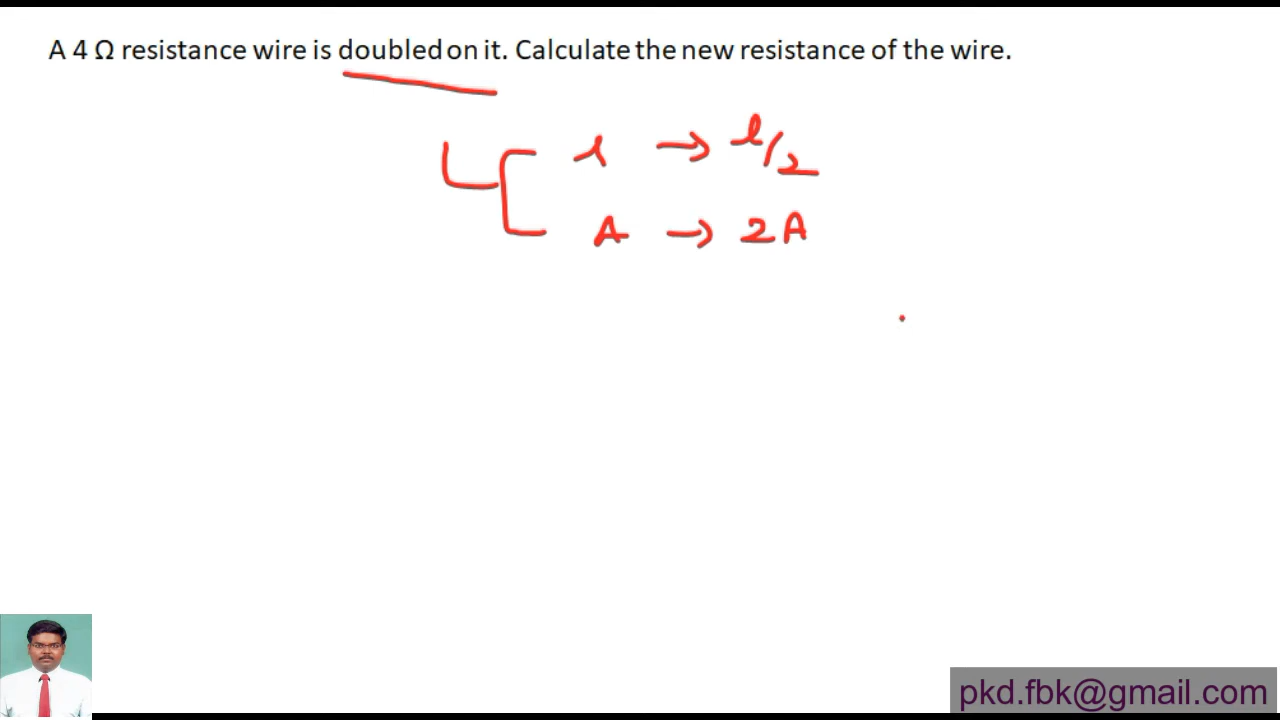 A 4 Ω resistance wire is doubled on it. Calculate the new resistance of the wire.
l → l/2
A → 2A
pkd.fbk@gmail.com